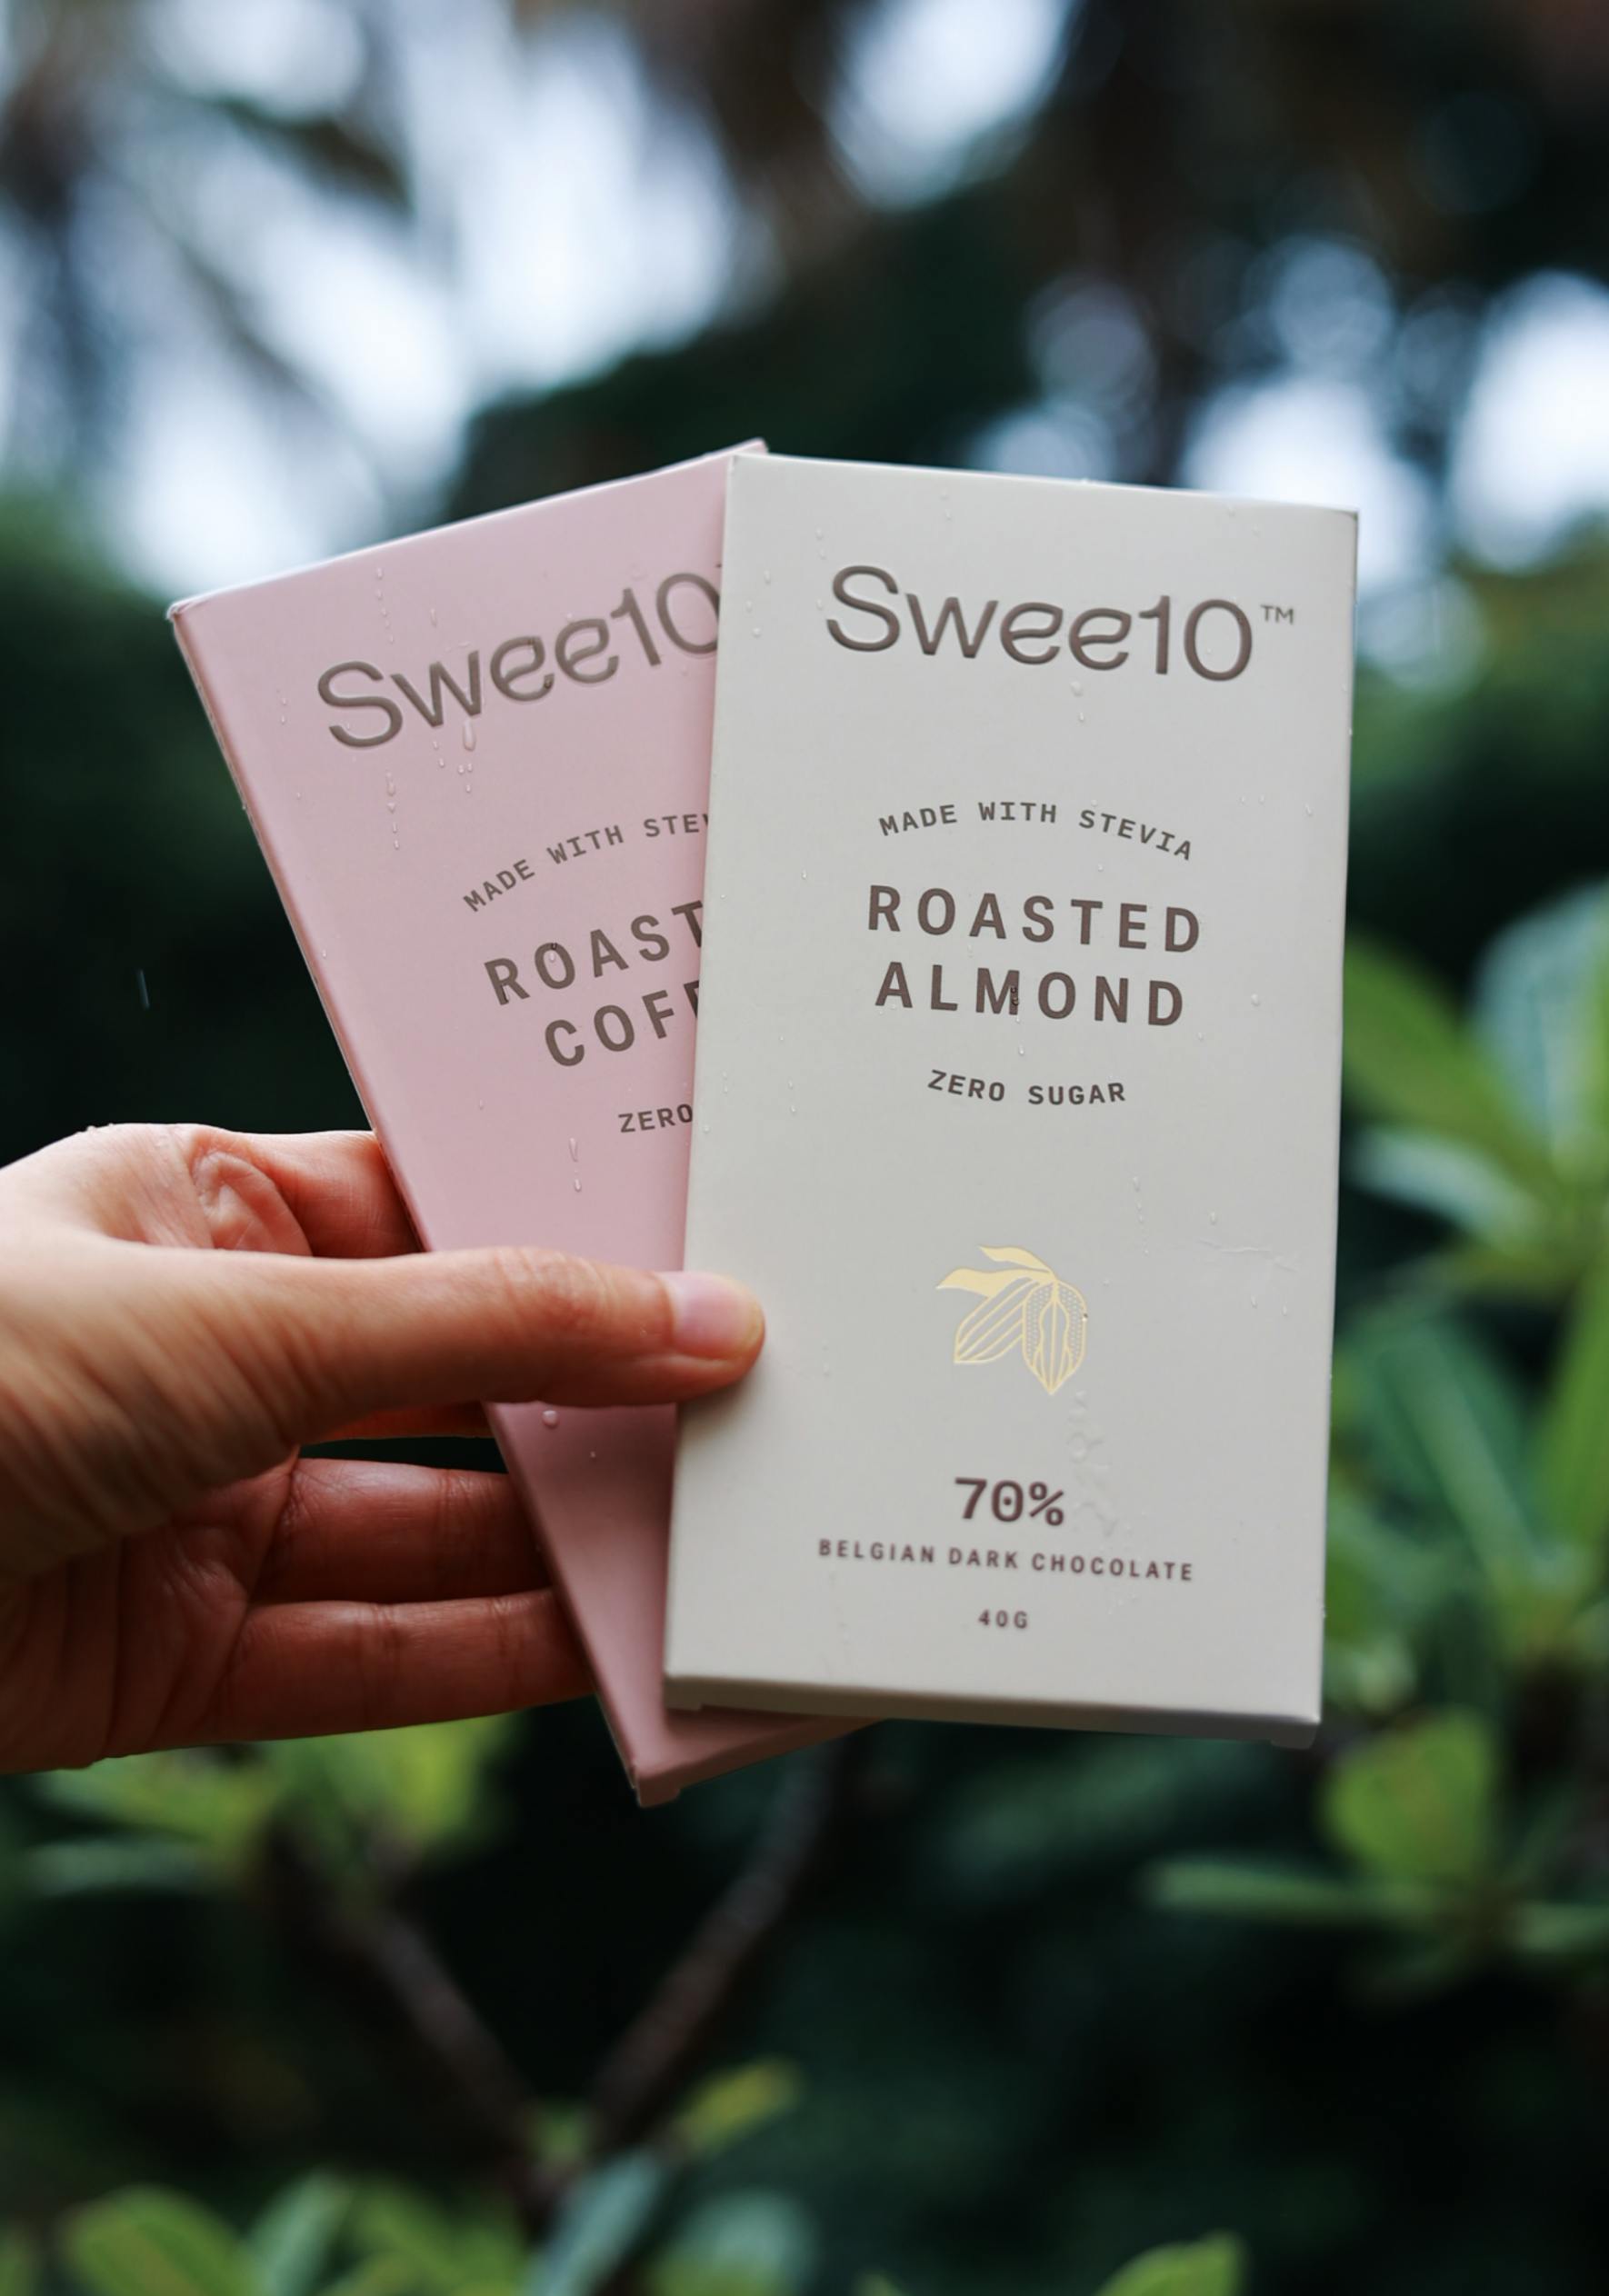 Swee10
MADE WITH STE
ROAST
COFF
ZERO
Swee10™
MADE WITH STEVIA
ROASTED
ALMOND
ZERO SUGAR
70%
BELGIAN DARK CHOCOLATE
40G